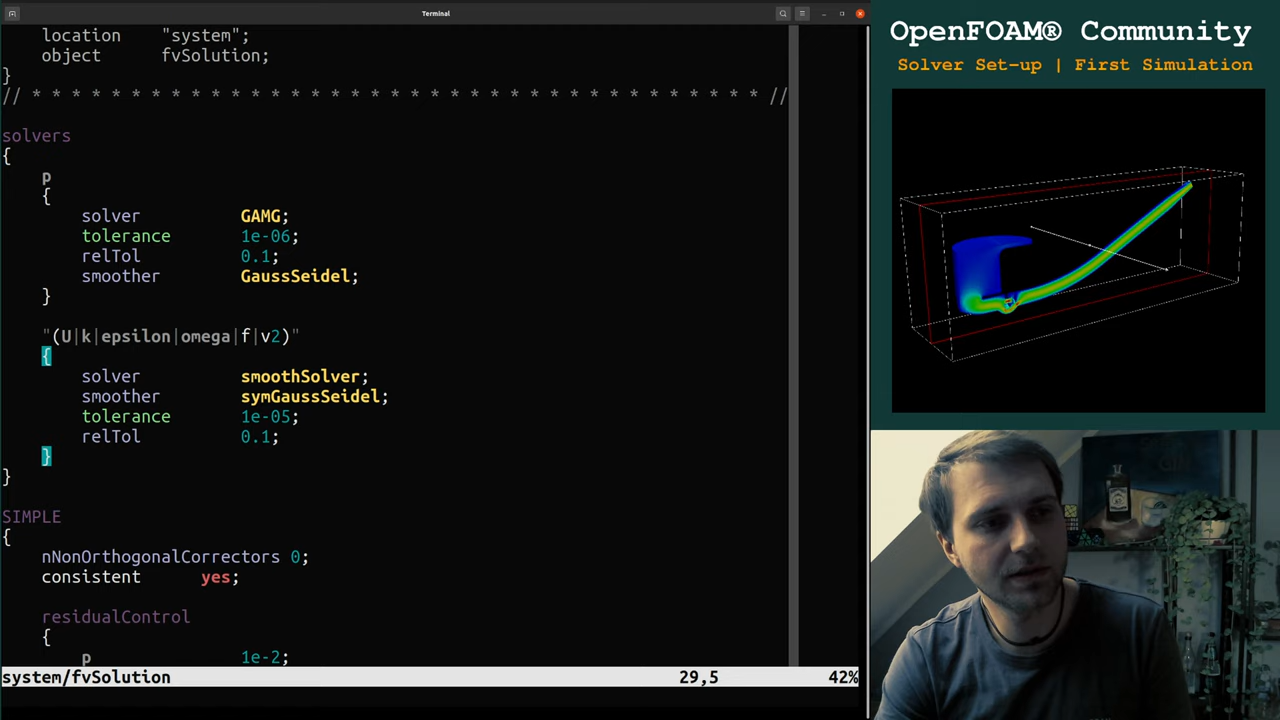 Terminal
location "system";
object fvSolution;
}
// * * * * * * * * * * * * * * * * * * * * * * * * * * * * * * * * * * * * * //
solvers
{
p
{
solver GAMG;
tolerance 1e-06;
relTol 0.1;
smoother GaussSeidel;
}
"(U|k|epsilon|omega|f|v2)"
{
solver smoothSolver;
smoother symGaussSeidel;
tolerance 1e-05;
relTol 0.1;
}
}
SIMPLE
{
nNonOrthogonalCorrectors 0;
consistent yes;
residualControl
{
p 1e-2;
system/fvSolution 29,5 42%
OpenFOAM® Community
Solver Set-up | First Simulation